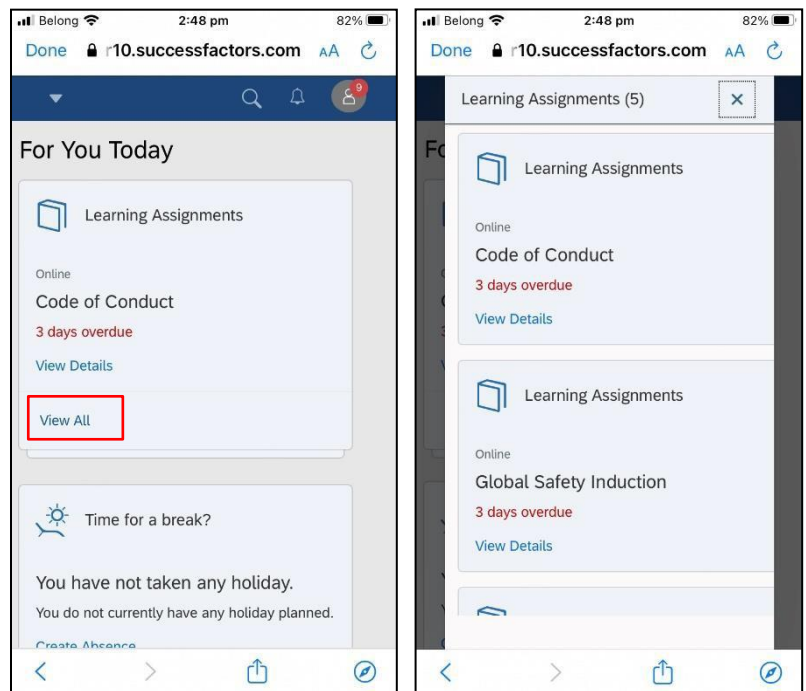 Belong 2:48 pm 82%
Done r10.successfactors.com AA
9
For You Today
Learning Assignments
Online
Code of Conduct
3 days overdue
View Details
View All
Time for a break?
You have not taken any holiday.
You do not currently have any holiday planned.
Create Absence
Belong 2:48 pm 82%
Done r10.successfactors.com AA
Learning Assignments (5)
Fo
Learning Assignments
Online
Code of Conduct
3 days overdue
View Details
Learning Assignments
Online
Global Safety Induction
3 days overdue
View Details